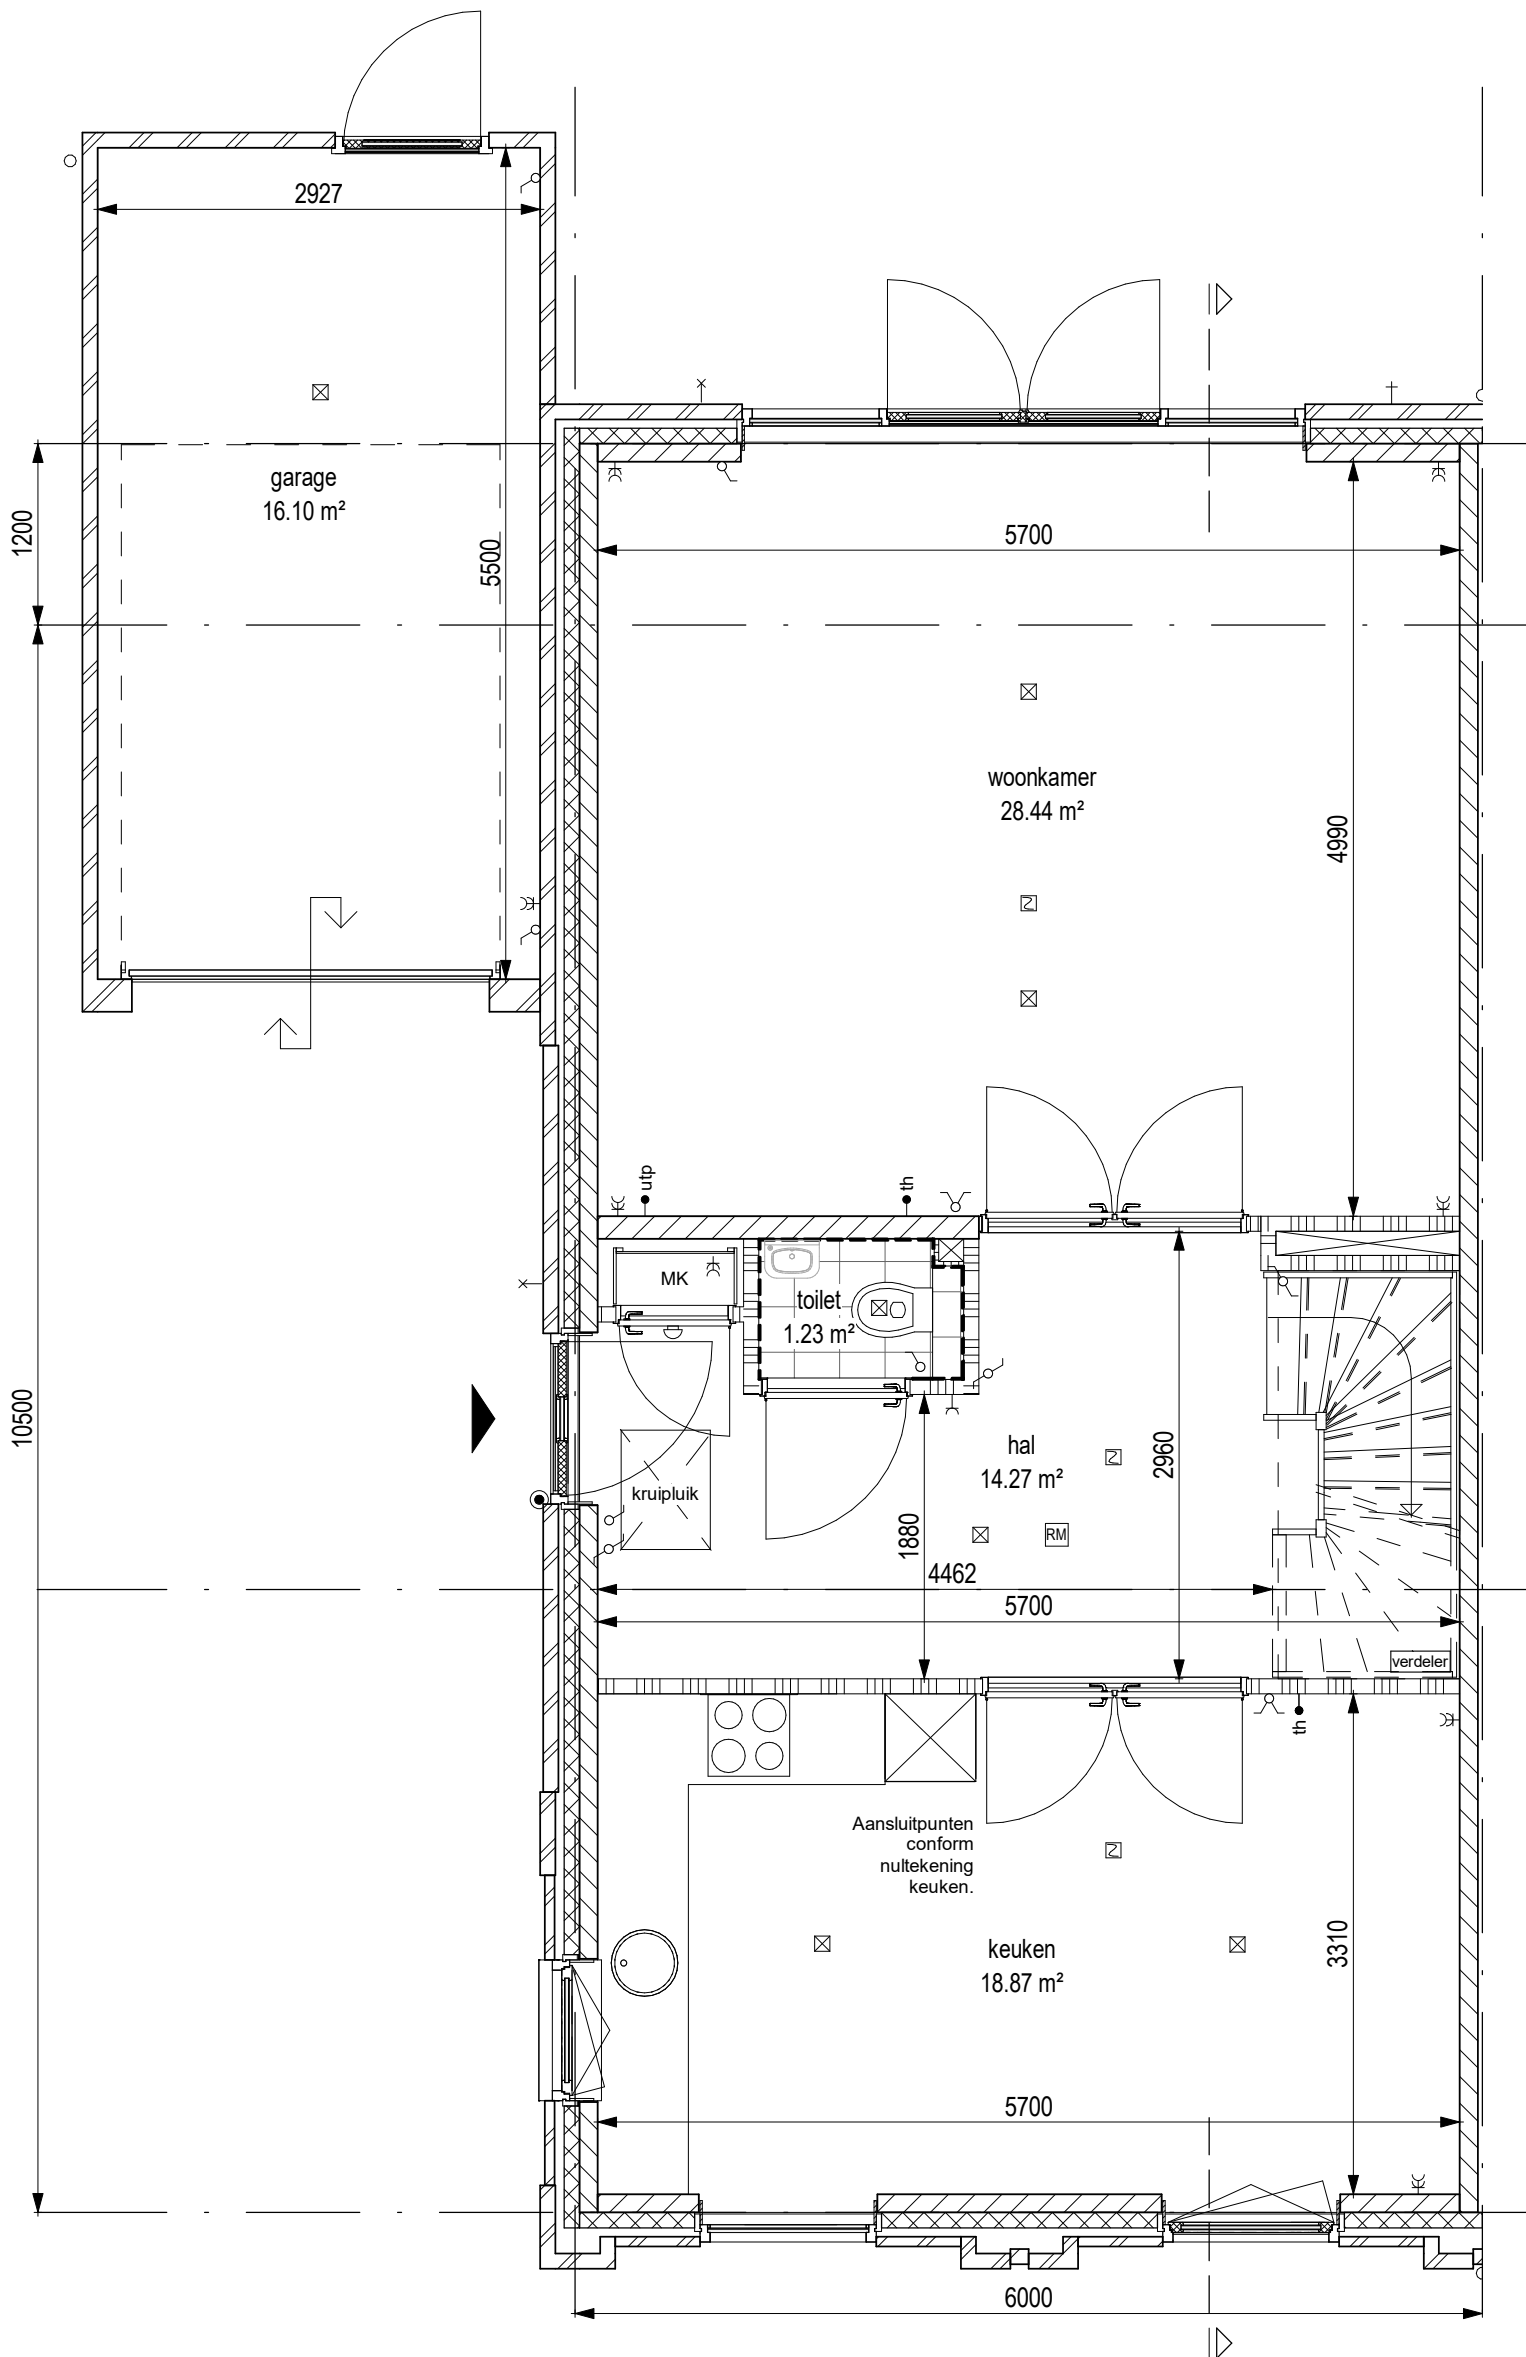 2927
garage
16.10 m²
1200
5500
5700
woonkamer
28.44 m²
4990
utp
th
MK
toilet
1.23 m²
10500
hal
14.27 m²
2960
kruipluik
1880
RM
4462
5700
verdeler
th
Aansluitpunten
conform
nultekening
keuken.
keuken
18.87 m²
3310
5700
6000